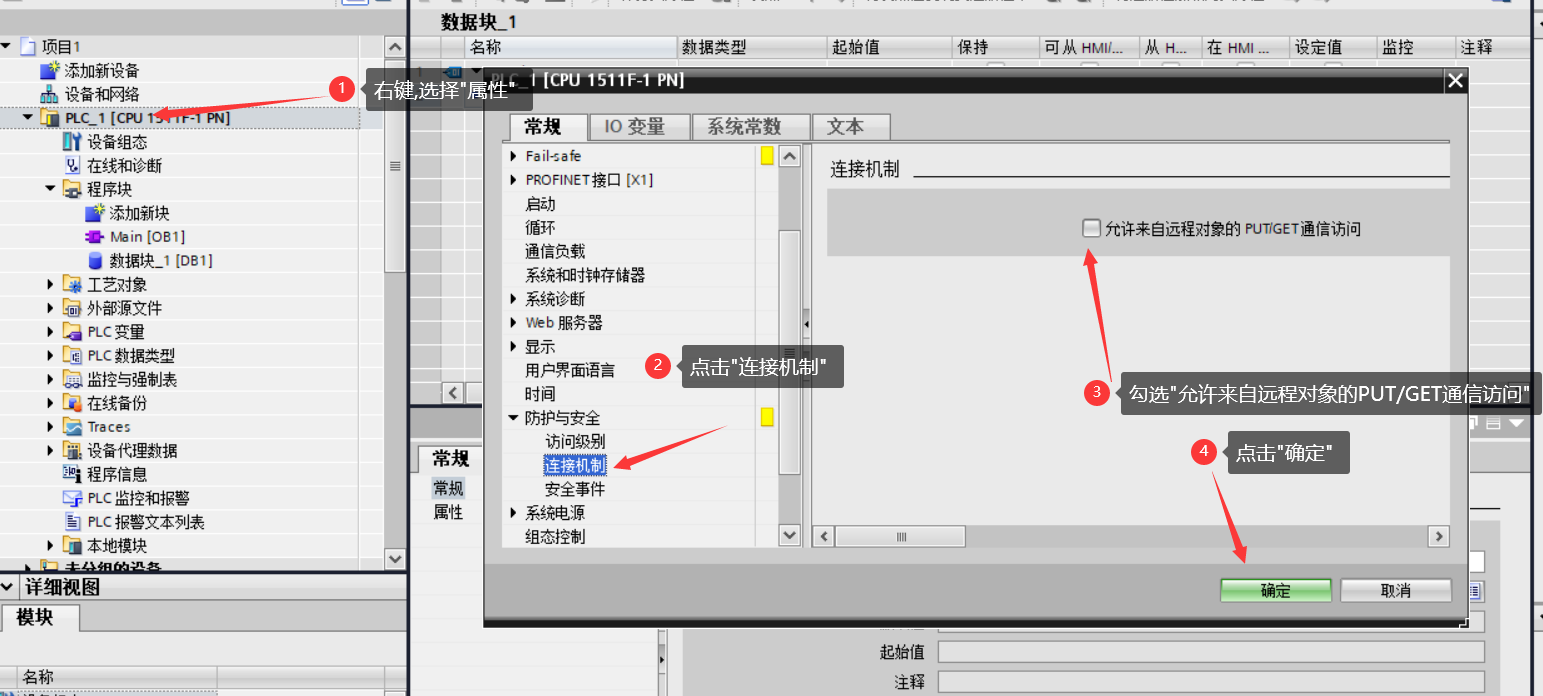 数据块_1
名称 数据类型 起始值 保持 可从 HMI/... 从 H... 在 HMI ... 设定值 监控 注释
项目1
添加新设备
设备和网络
PLC_1 [CPU 1511F-1 PN]
设备组态
在线和诊断
程序块
添加新块
Main [OB1]
数据块_1 [DB1]
工艺对象
外部源文件
PLC 变量
PLC 数据类型
监控与强制表
在线备份
Traces
设备代理数据
程序信息
PLC 监控和报警
PLC 报警文本列表
本地模块
未分组的设备
详细视图
模块
名称
1 右键,选择"属性"
PLC_1 [CPU 1511F-1 PN]
常规 IO 变量 系统常数 文本
Fail-safe
PROFINET接口 [X1]
启动
循环
通信负载
系统和时钟存储器
系统诊断
Web 服务器
显示
用户界面语言
时间
防护与安全
访问级别
连接机制
安全事件
系统电源
组态控制
2 点击"连接机制"
连接机制
允许来自远程对象的 PUT/GET通信访问
3 勾选"允许来自远程对象的PUT/GET通信访问"
4 点击"确定"
确定 取消
常规
常规
属性
起始值
注释